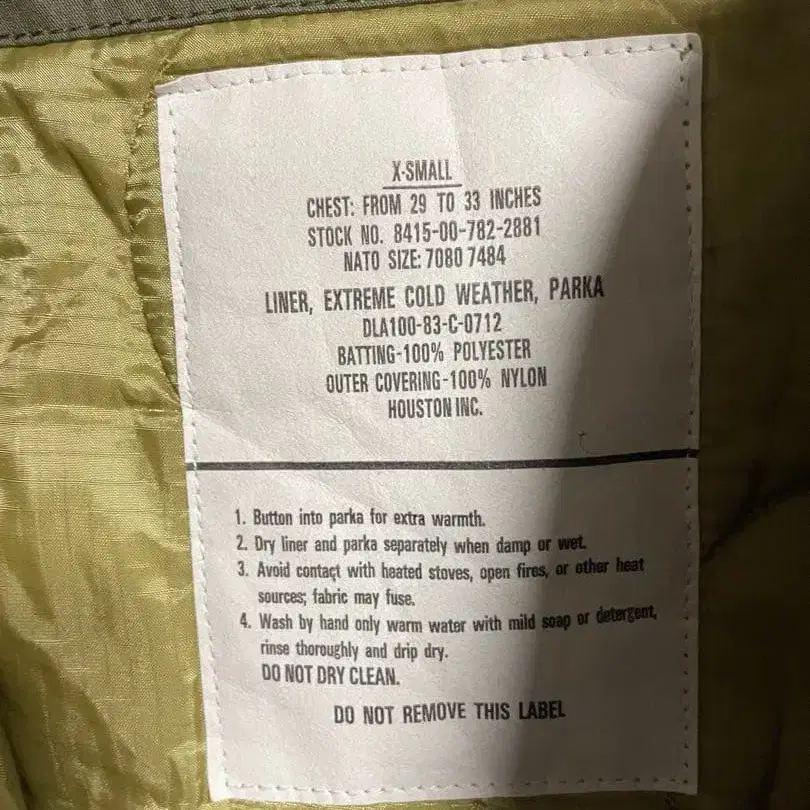 X-SMALL
CHEST: FROM 29 TO 33 INCHES
STOCK NO. 8415-00-782-2881
NATO SIZE: 7080 7484
LINER, EXTREME COLD WEATHER, PARKA
DLA100-83-C-0712
BATTING-100% POLYESTER
OUTER COVERING-100% NYLON
HOUSTON INC.
1. Button into parka for extra warmth.
2. Dry liner and parka separately when damp or wet.
3. Avoid contact with heated stoves, open fires, or other heat
sources; fabric may fuse.
4. Wash by hand only warm water with mild soap or detergent,
rinse thoroughly and drip dry.
DO NOT DRY CLEAN.
DO NOT REMOVE THIS LABEL